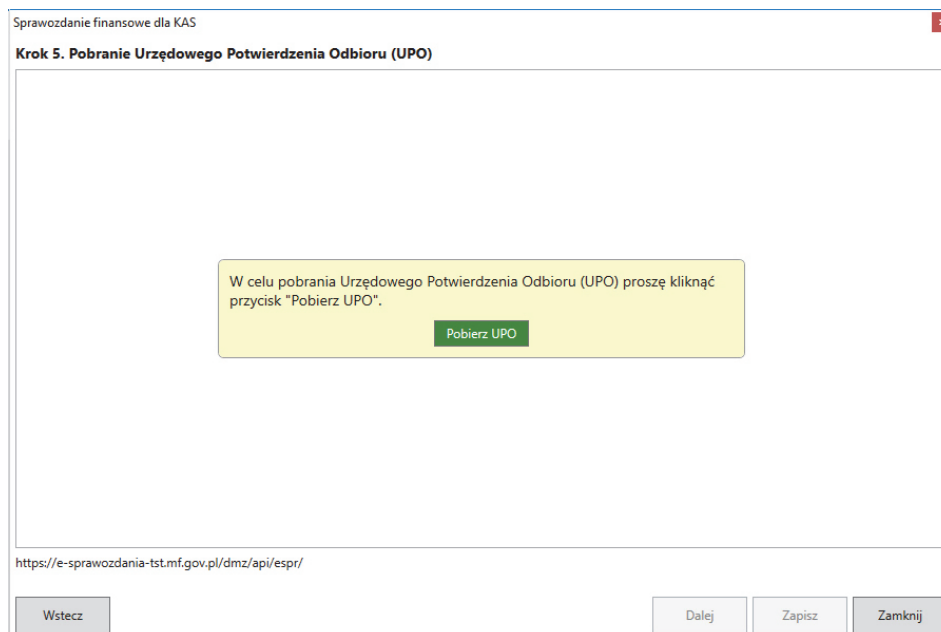 Sprawozdanie finansowe dla KAS
Krok 5. Pobranie Urzędowego Potwierdzenia Odbioru (UPO)
W celu pobrania Urzędowego Potwierdzenia Odbioru (UPO) proszę kliknąć
przycisk "Pobierz UPO".
Pobierz UPO
https://e-sprawozdania-tst.mf.gov.pl/dmz/api/espr/
Wstecz Dalej Zapisz Zamknij